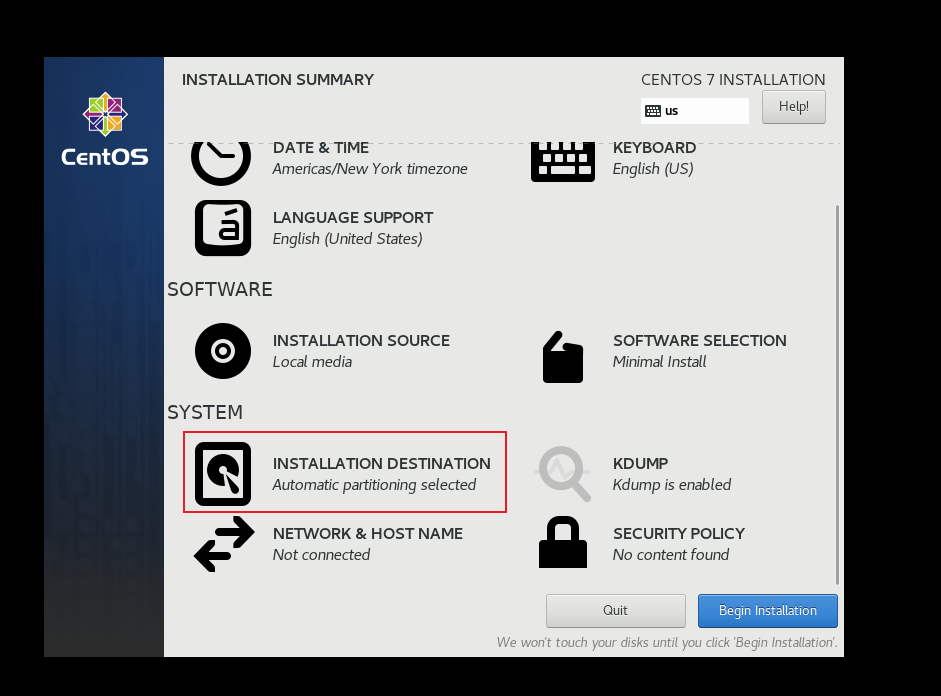 INSTALLATION SUMMARY
CENTOS 7 INSTALLATION
us
Help!
CentOS
DATE & TIME
Americas/New York timezone
KEYBOARD
English (US)
LANGUAGE SUPPORT
English (United States)
SOFTWARE
INSTALLATION SOURCE
Local media
SOFTWARE SELECTION
Minimal Install
SYSTEM
INSTALLATION DESTINATION
Automatic partitioning selected
KDUMP
Kdump is enabled
NETWORK & HOST NAME
Not connected
SECURITY POLICY
No content found
Quit
Begin Installation
We won't touch your disks until you click 'Begin Installation'.